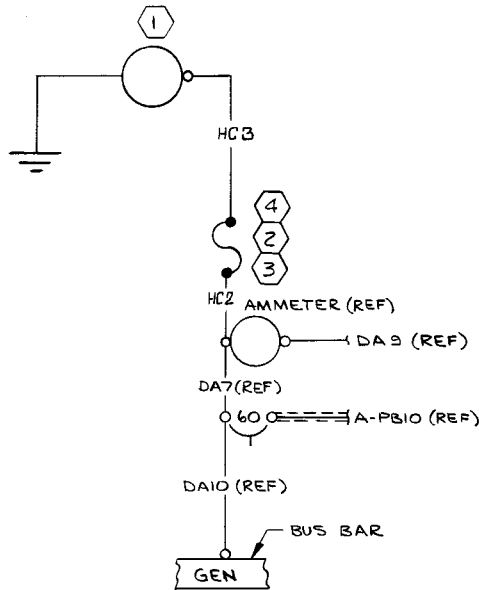 1
HC3
4
2
3
HC2
AMMETER (REF)
DA9 (REF)
DA7 (REF)
60
A-PB10 (REF)
DA10 (REF)
BUS BAR
GEN